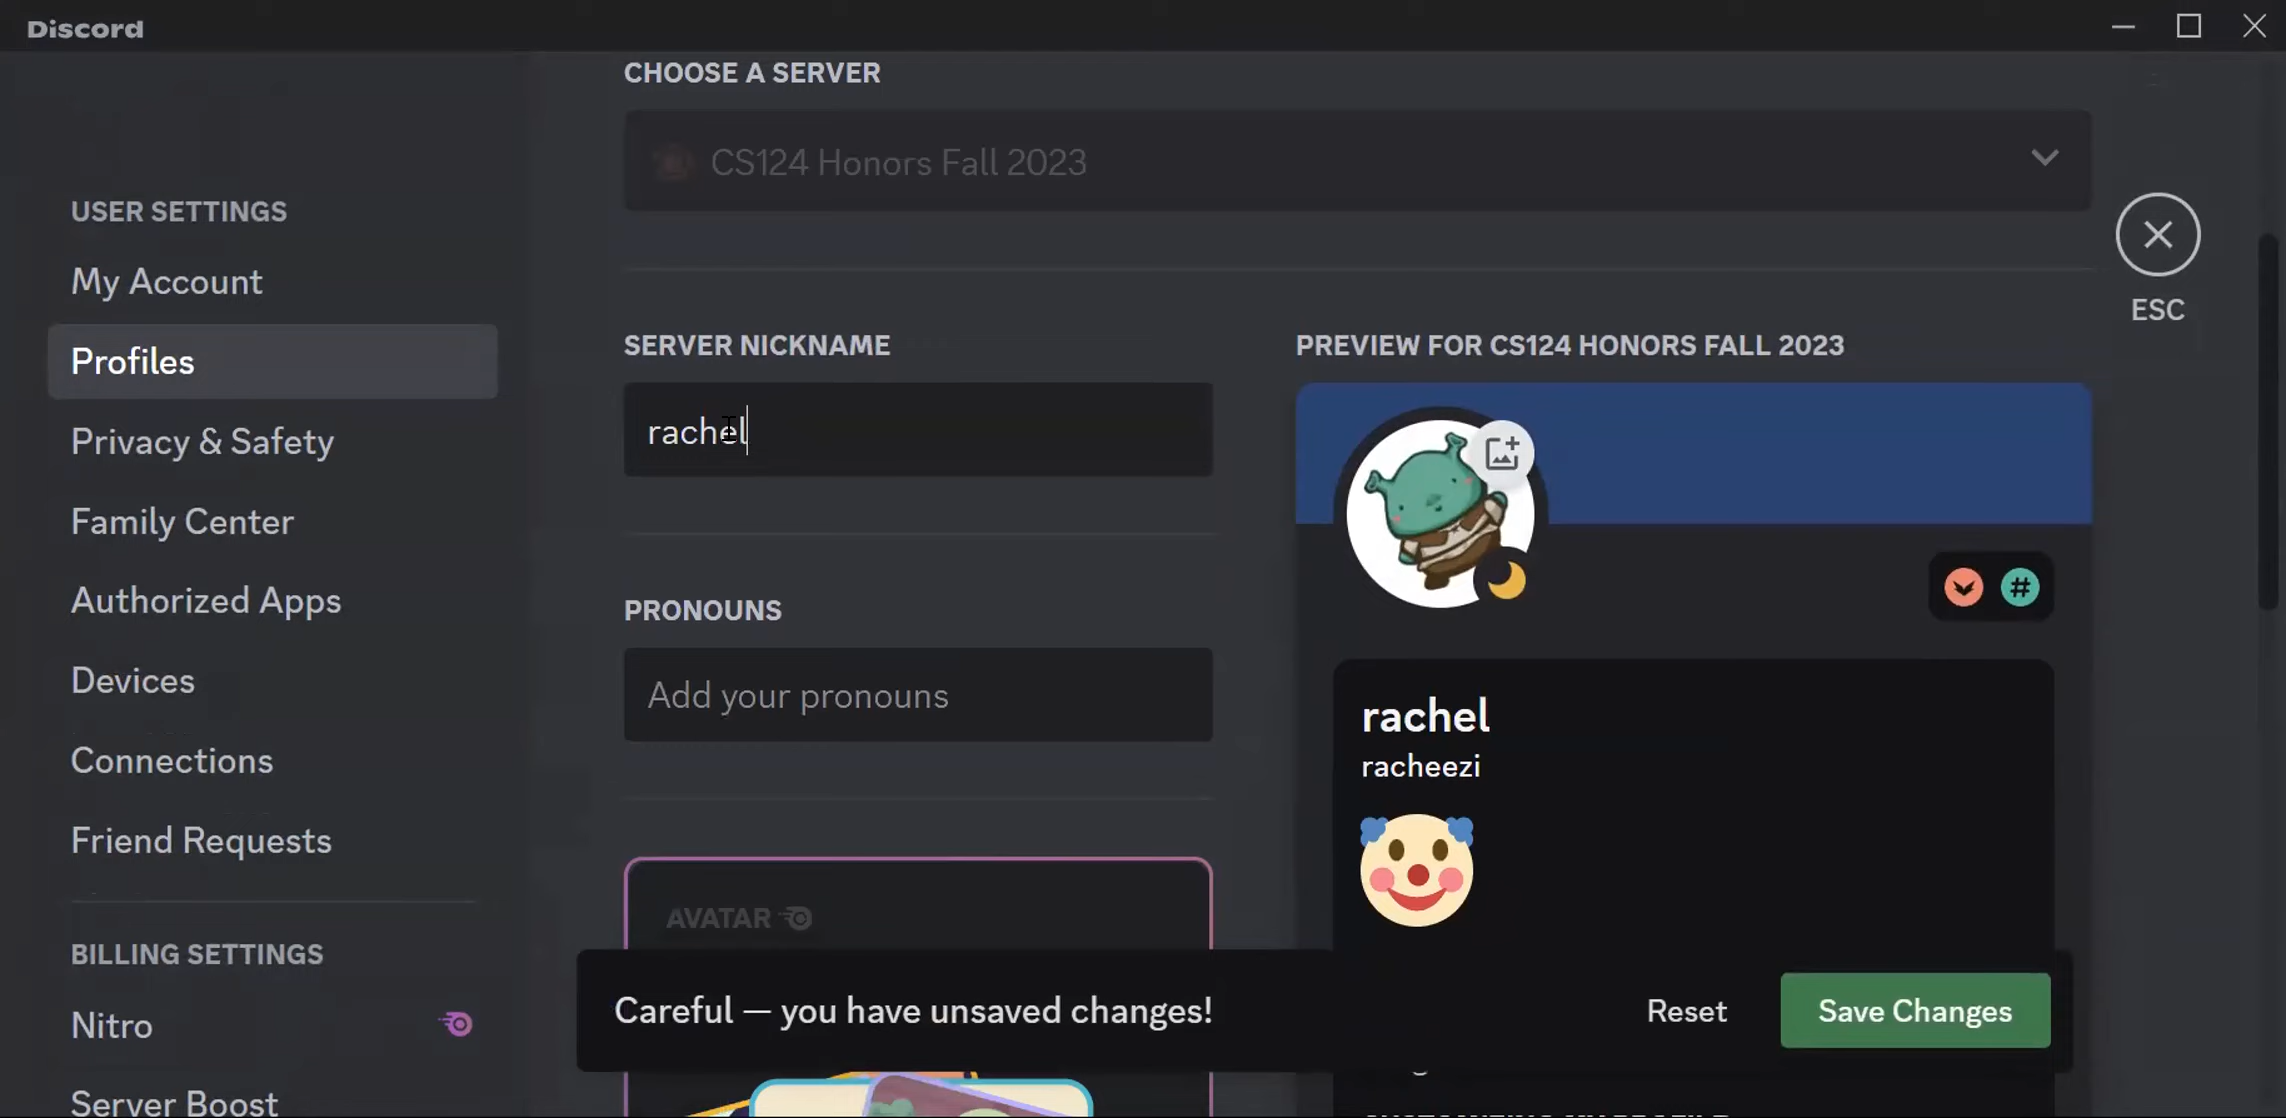 Discord
CHOOSE A SERVER
CS124 Honors Fall 2023
USER SETTINGS
My Account
Profiles
Privacy & Safety
Family Center
Authorized Apps
Devices
Connections
Friend Requests
BILLING SETTINGS
Nitro
Server Boost
SERVER NICKNAME
rachel
PRONOUNS
Add your pronouns
AVATAR
PREVIEW FOR CS124 HONORS FALL 2023
rachel
racheezi
ESC
Careful — you have unsaved changes!
Reset
Save Changes